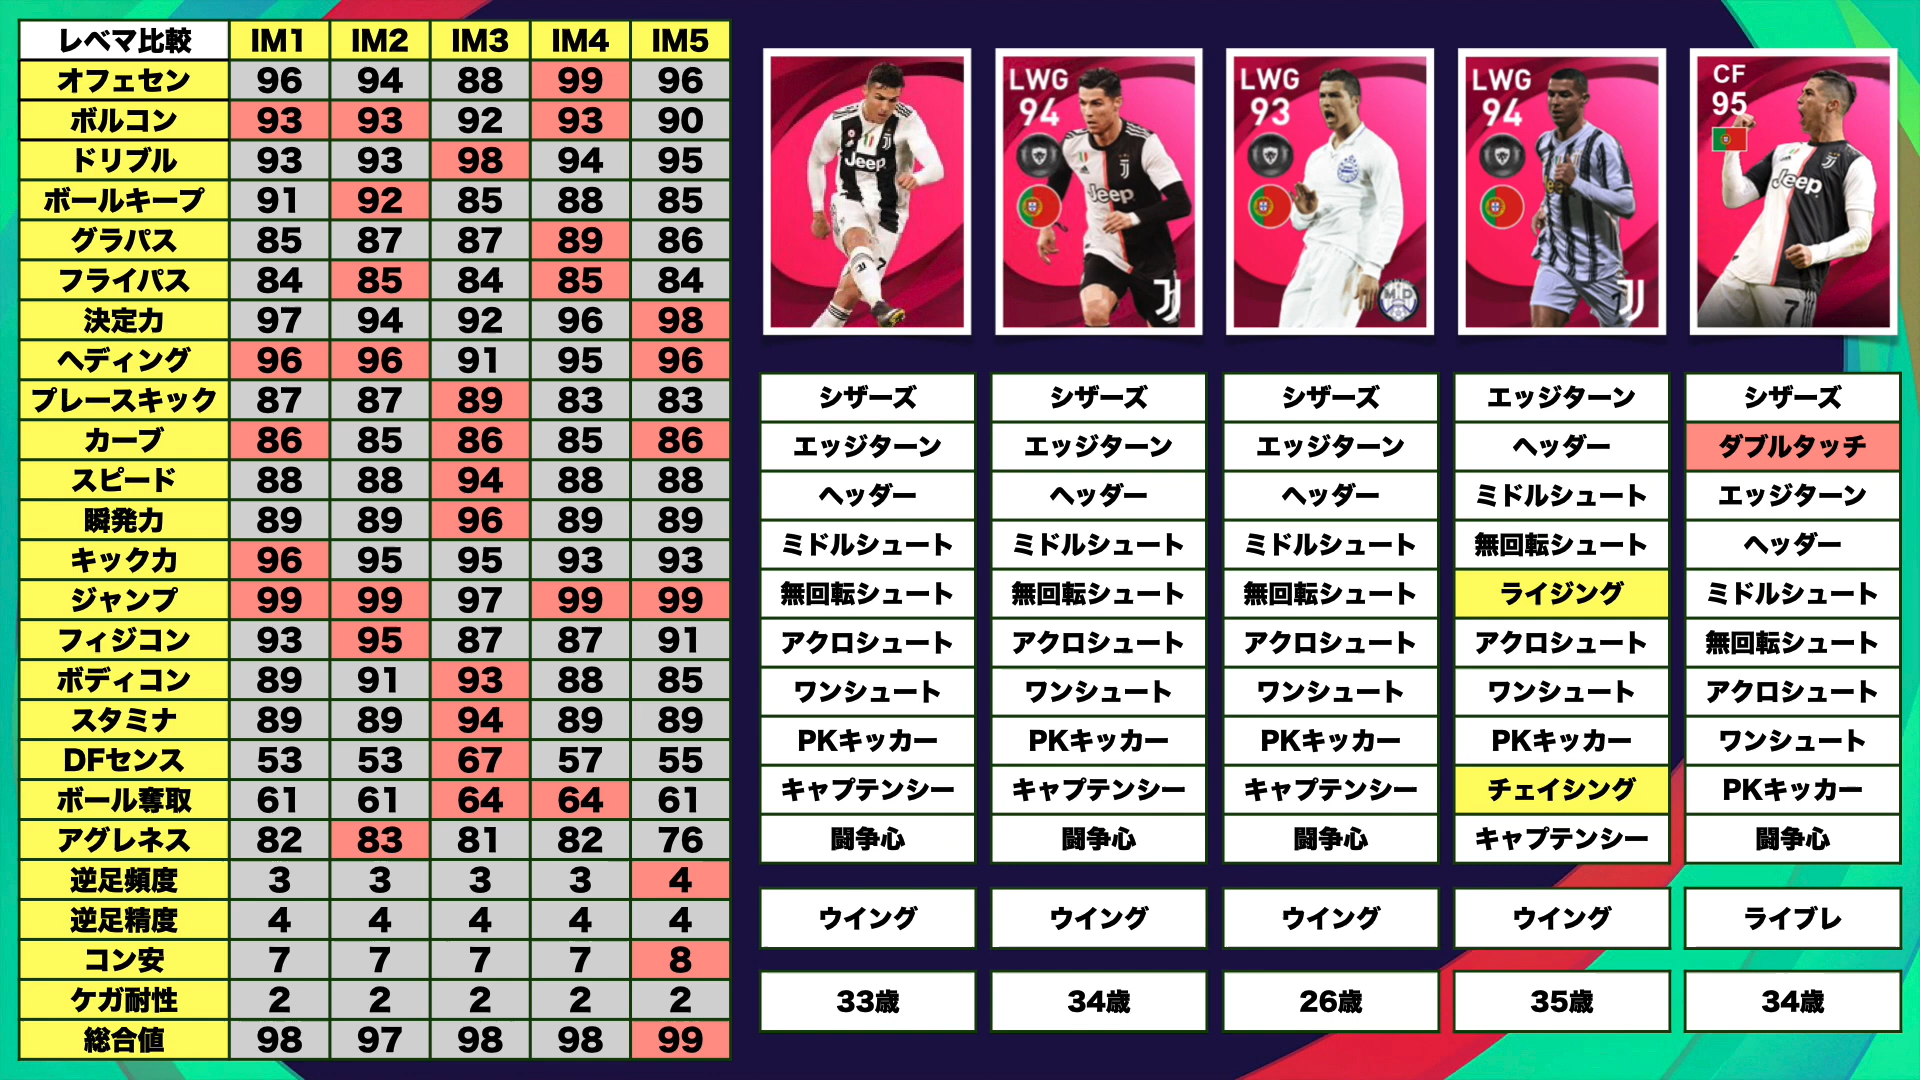 レベマ比較 IM1 IM2 IM3 IM4 IM5
オフェセン 96 94 88 99 96
ボルコン 93 93 92 93 90
ドリブル 93 93 98 94 95
ボールキープ 91 92 85 88 85
グラパス 85 87 87 89 86
フライパス 84 85 84 85 84
決定力 97 94 92 96 98
ヘディング 96 96 91 95 96
プレースキック 87 87 89 83 83
カーブ 86 85 86 85 86
スピード 88 88 94 88 88
瞬発力 89 89 96 89 89
キック力 96 95 95 93 93
ジャンプ 99 99 97 99 99
フィジコン 93 95 87 87 91
ボディコン 89 91 93 88 85
スタミナ 89 89 94 89 89
DFセンス 53 53 67 57 55
ボール奪取 61 61 64 64 61
アグレネス 82 83 81 82 76
逆足頻度 3 3 3 3 4
逆足精度 4 4 4 4 4
コン安 7 7 7 7 8
ケガ耐性 2 2 2 2 2
総合値 98 97 98 98 99
Jeep
LWG
94
Jeep
LWG
93
MD
LWG
94
CF
95
Jeep
7
シザーズ シザーズ シザーズ エッジターン シザーズ
エッジターン エッジターン エッジターン ヘッダー ダブルタッチ
ヘッダー ヘッダー ヘッダー ミドルシュート エッジターン
ミドルシュート ミドルシュート ミドルシュート 無回転シュート ヘッダー
無回転シュート 無回転シュート 無回転シュート ライジング ミドルシュート
アクロシュート アクロシュート アクロシュート アクロシュート 無回転シュート
ワンシュート ワンシュート ワンシュート ワンシュート アクロシュート
PKキッカー PKキッカー PKキッカー PKキッカー ワンシュート
キャプテンシー キャプテンシー キャプテンシー チェイシング PKキッカー
闘争心 闘争心 闘争心 キャプテンシー 闘争心
ウイング ウイング ウイング ウイング ライブレ
33歳 34歳 26歳 35歳 34歳